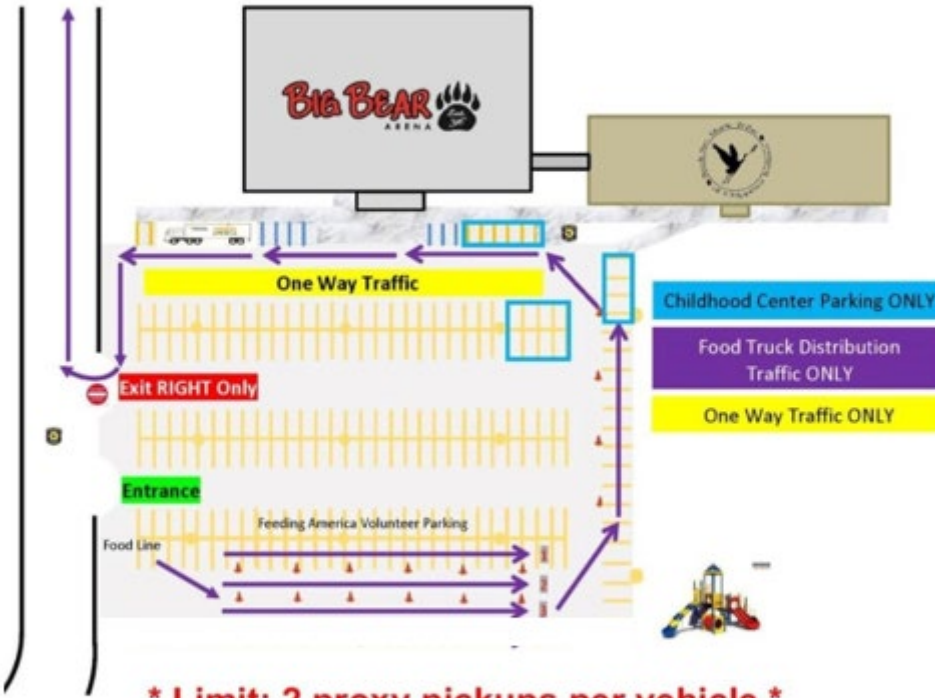 BIG BEAR
ARENA
One Way Traffic
Childhood Center Parking ONLY
Food Truck Distribution
Traffic ONLY
Exit RIGHT Only
One Way Traffic ONLY
Entrance
Feeding America Volunteer Parking
Food Line
* Limit: 2 proxy pickups per vehicle *